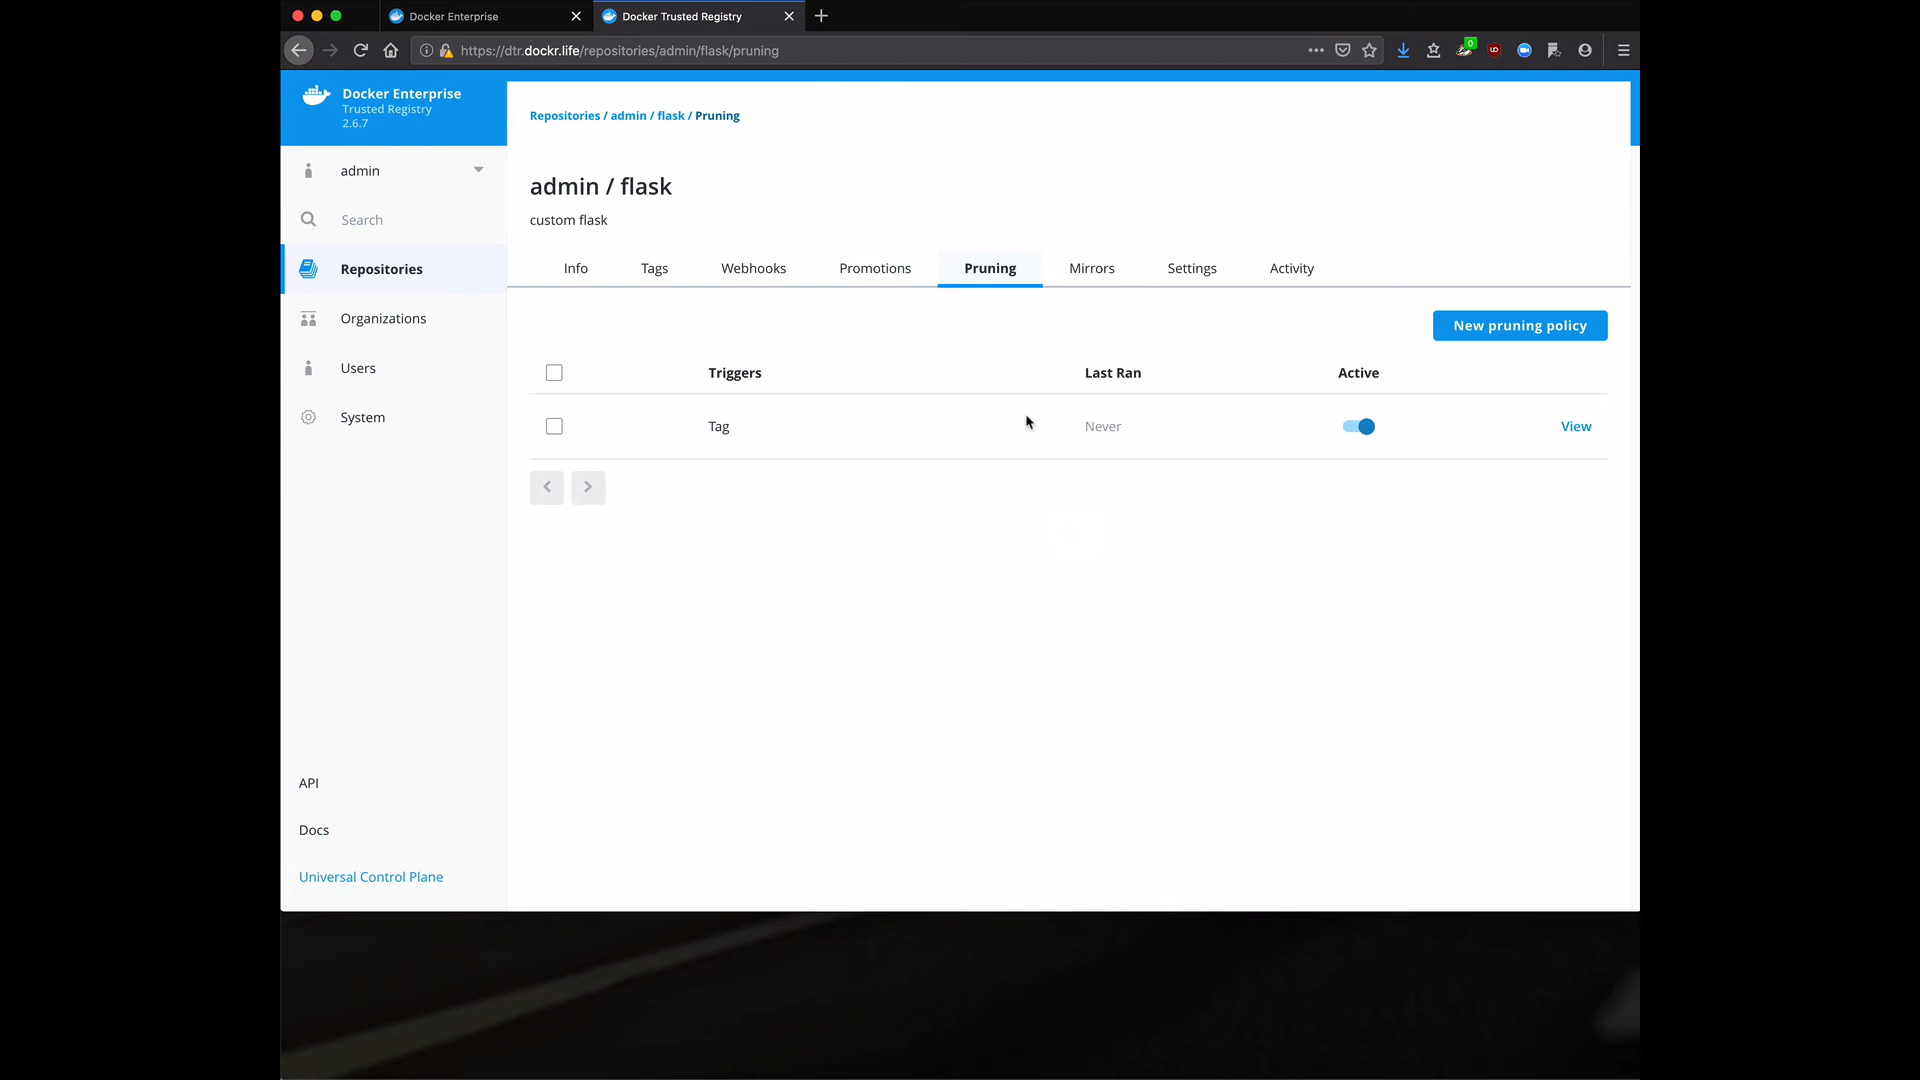 Docker Enterprise
Docker Trusted Registry
https://dtr.dockr.life/repositories/admin/flask/pruning
0
Docker Enterprise
Trusted Registry
2.6.7
admin
Search
Repositories
Organizations
Users
System
API
Docs
Universal Control Plane
Repositories / admin / flask / Pruning
admin / flask
custom flask
Info Tags Webhooks Promotions Pruning Mirrors Settings Activity
New pruning policy
Triggers Last Ran Active
Tag Never View